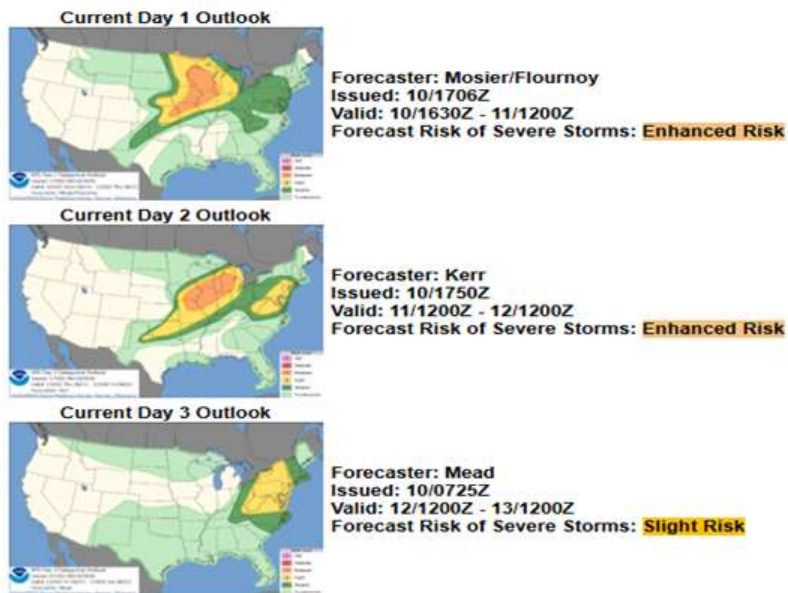 Current Day 1 Outlook
Forecaster: Mosier/Flournoy
Issued: 10/1706Z
Valid: 10/1630Z - 11/1200Z
Forecast Risk of Severe Storms: Enhanced Risk
Current Day 2 Outlook
Forecaster: Kerr
Issued: 10/1750Z
Valid: 11/1200Z - 12/1200Z
Forecast Risk of Severe Storms: Enhanced Risk
Current Day 3 Outlook
Forecaster: Mead
Issued: 10/0725Z
Valid: 12/1200Z - 13/1200Z
Forecast Risk of Severe Storms: Slight Risk